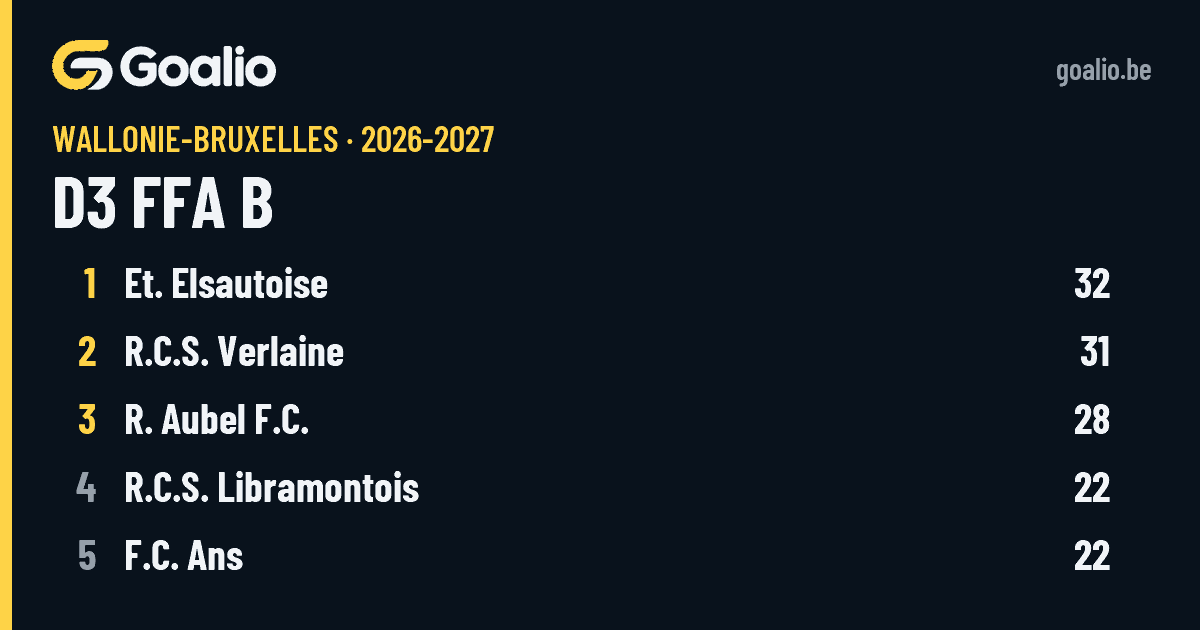 Goalio goalio.be
WALLONIE-BRUXELLES · 2026-2027
D3 FFA B
1 Et. Elsautoise 32
2 R.C.S. Verlaine 31
3 R. Aubel F.C. 28
4 R.C.S. Libramontois 22
5 F.C. Ans 22